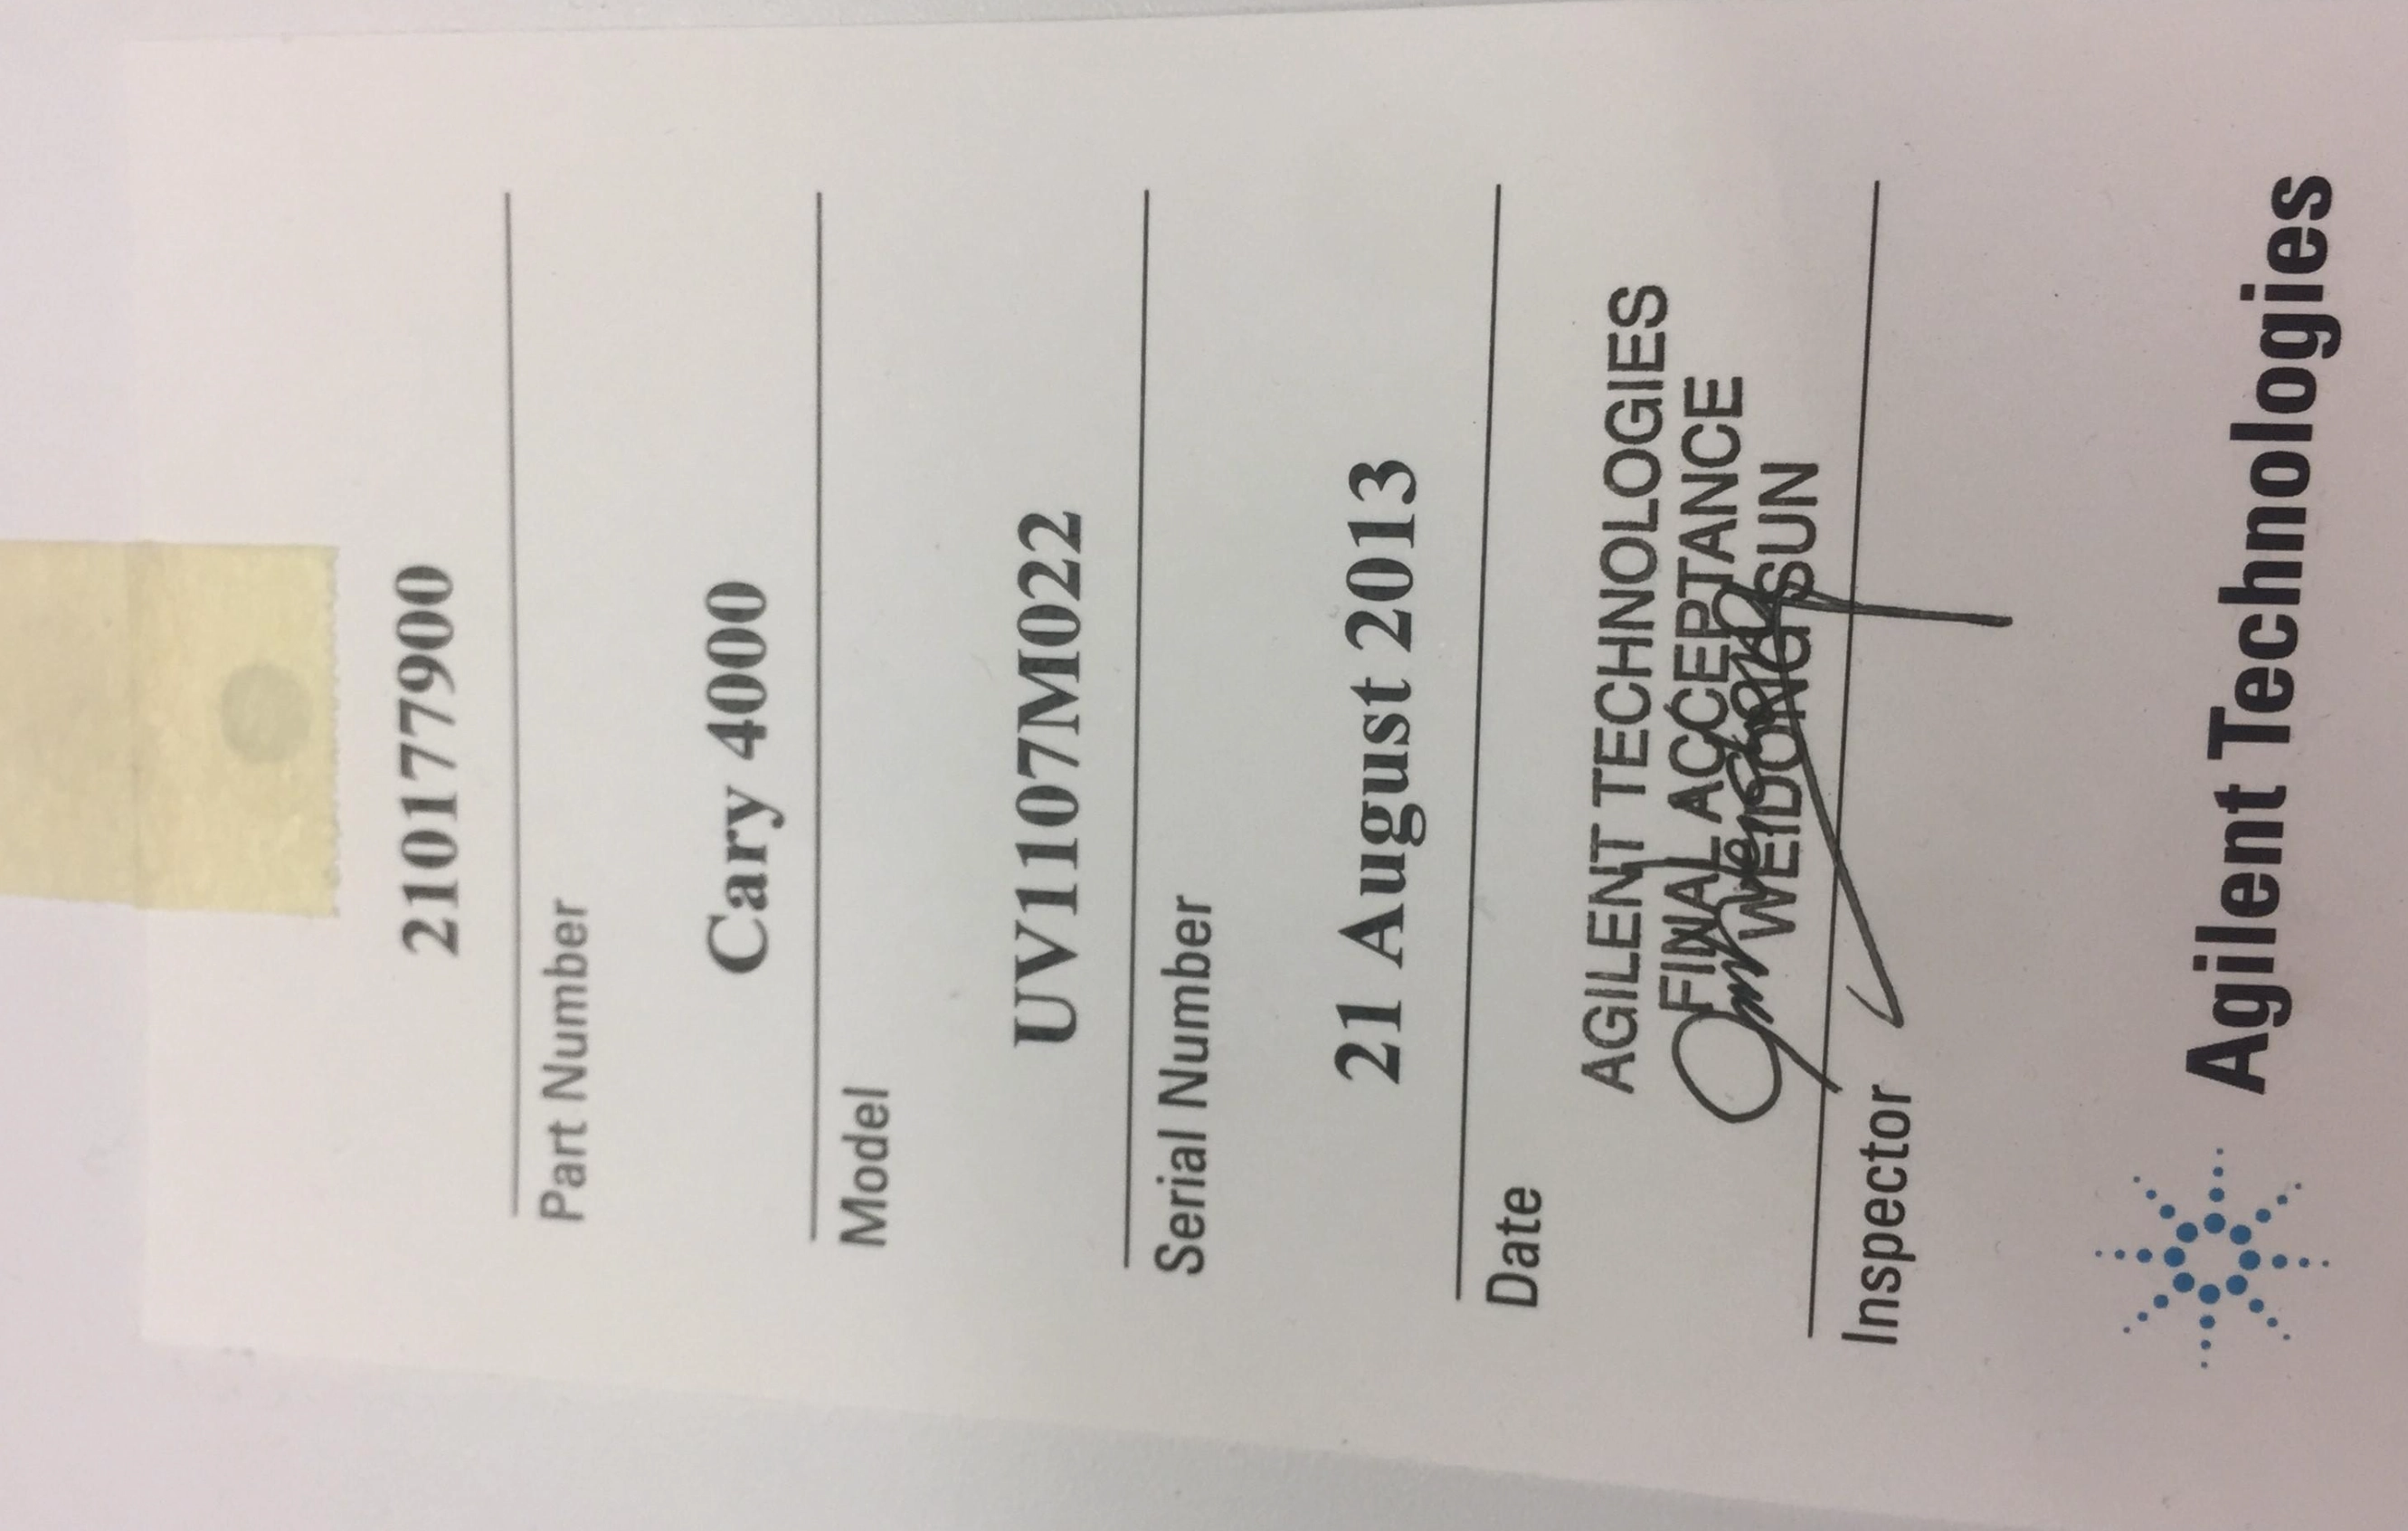 2101779900
Part Number
Cary 4000
Model
UV1107M022
Serial Number
21 August 2013
Date
AGILENT TECHNOLOGIES
FINAL ACCEPTANCE
WEIDONG SUN
Inspector
Agilent Technologies